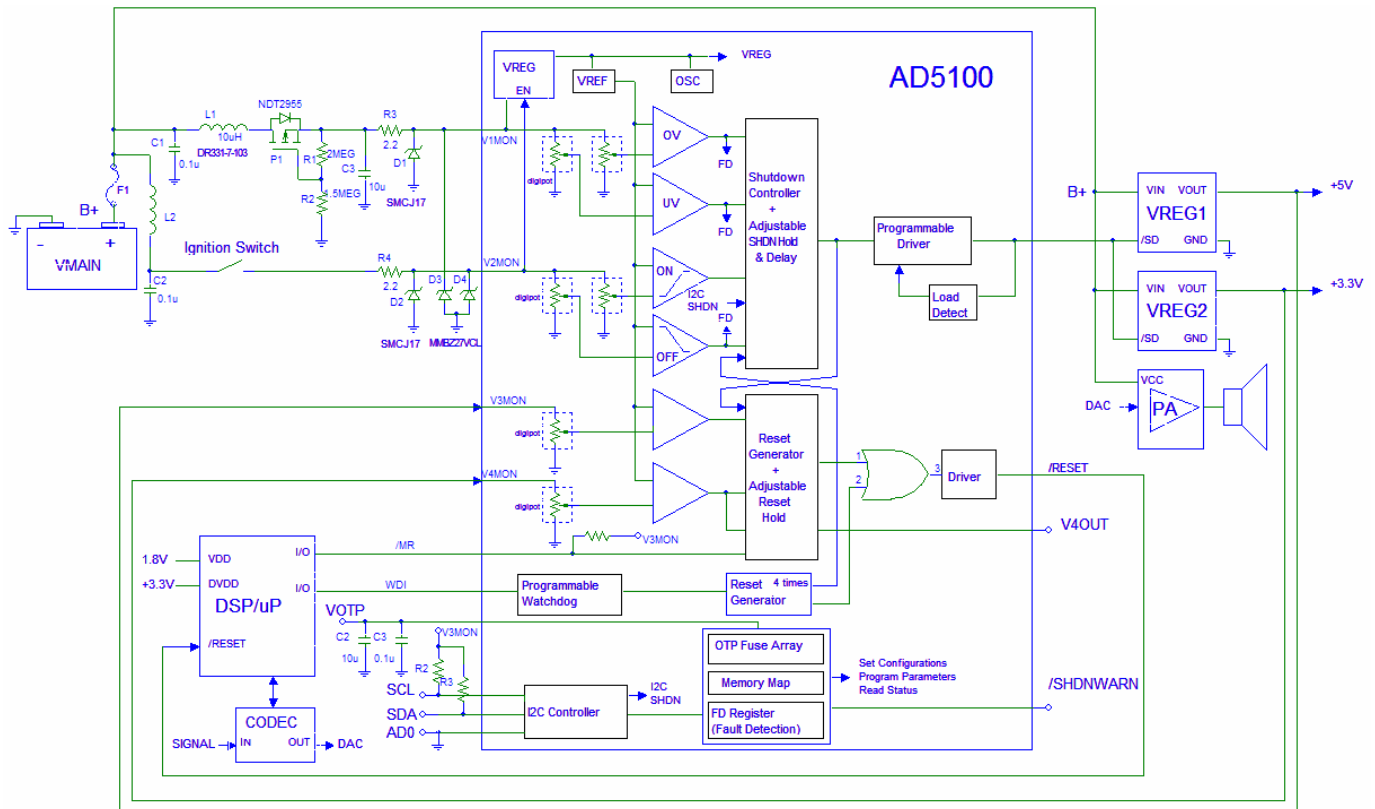 AD5100
VREG
EN
VREG
VREF
OSC
NDT2955
L1
10uH
DR331-7-103
P1
C1
0.1u
R1
2MEG
R2
1.5MEG
C3
10u
R3
2.2
D1
SMCJ17
V1MON
digipot
OV
FD
UV
FD
Shutdown
Controller
+
Adjustable
SHDN Hold
& Delay
Programmable
Driver
Load
Detect
B+
VIN
VOUT
VREG1
/SD
GND
+5V
VIN
VOUT
VREG2
/SD
GND
+3.3V
F1
B+
L2
-
+
VMAIN
Ignition Switch
C2
0.1u
R4
2.2
D2
SMCJ17
D3
D4
MMBZ27VCL
V2MON
digipot
ON
I2C
SHDN
FD
OFF
VCC
DAC
PA
V3MON
digipot
V4MON
digipot
Reset
Generator
+
Adjustable
Reset
Hold
1
2
3
Driver
/RESET
V4OUT
/MR
V3MON
1.8V
VDD
I/O
+3.3V
DVDD
I/O
DSP/uP
/RESET
WDI
Programmable
Watchdog
Reset
4 times
Generator
VOTP
C2
10u
C3
0.1u
V3MON
R2
R3
SCL
SDA
AD0
I2C Controller
I2C
SHDN
OTP Fuse Array
Memory Map
FD Register
(Fault Detection)
Set Configurations
Program Parameters
Read Status
/SHDNWARN
CODEC
SIGNAL
IN
OUT
DAC